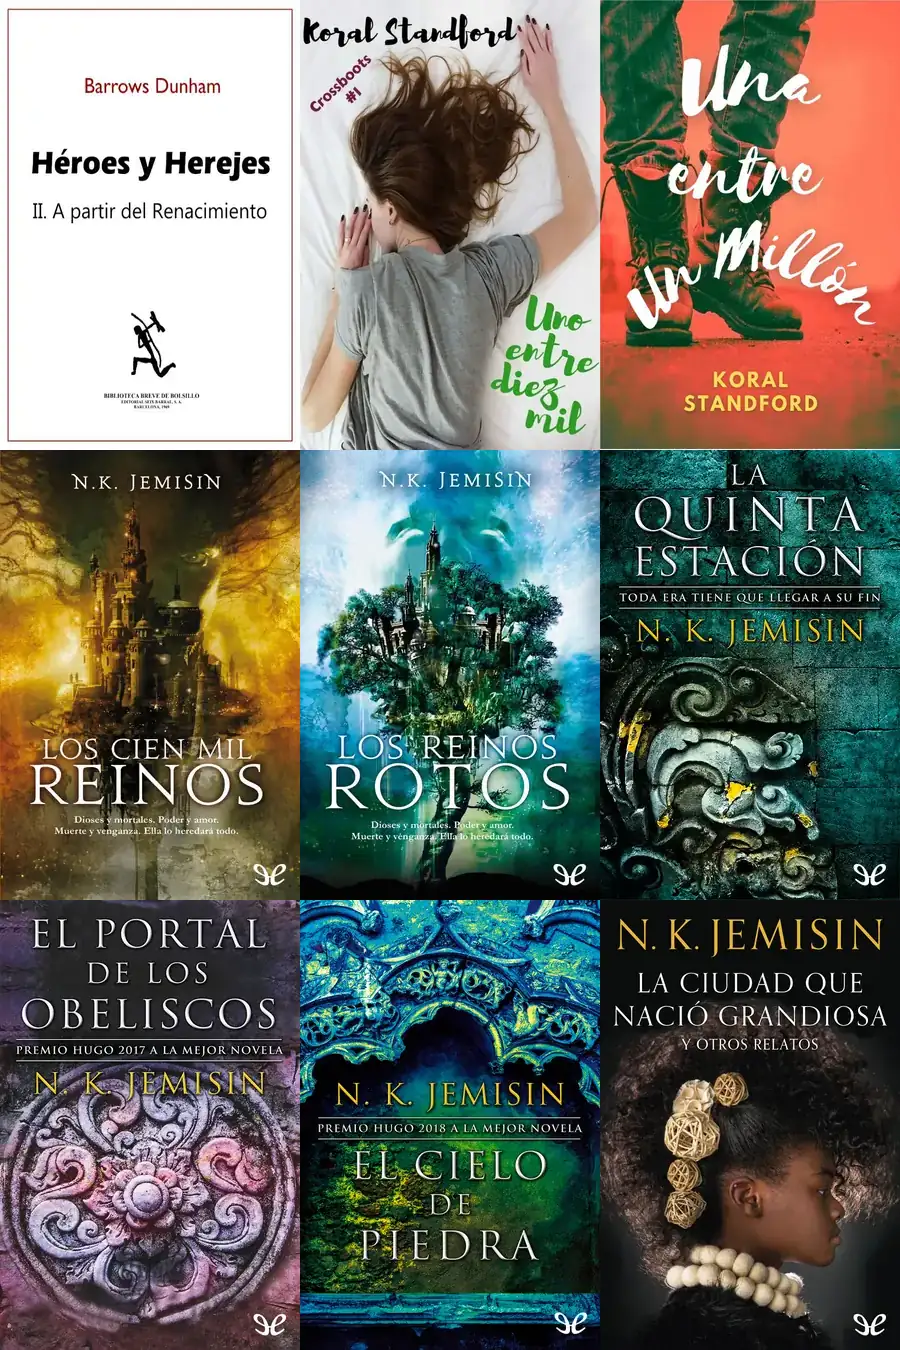 Barrows Dunham
Héroes y Herejes
II. A partir del Renacimiento
BIBLIOTECA BREVE DE BOLSILLO
EDITORIAL SEIX BARRAL, S. A.
BARCELONA, 1969
Koral Standford
Crossboots
#1
Uno
entre
diez
mil
Una
entre
Un Millón
KORAL
STANDFORD
N.K. JEMISIN
LOS CIEN MIL
REINOS
Dioses y mortales. Poder y amor.
Muerte y venganza. Ella lo heredará todo.
N.K. JEMISIN
LOS REINOS
ROTOS
Dioses y mortales. Poder y amor.
Muerte y venganza. Ella lo heredará todo.
LA
QUINTA
ESTACIÓN
TODA ERA TIENE QUE LLEGAR A SU FIN
N. K. JEMISIN
EL PORTAL
DE LOS
OBELISCOS
PREMIO HUGO 2017 A LA MEJOR NOVELA
N. K. JEMISIN
N. K. JEMISIN
PREMIO HUGO 2018 A LA MEJOR NOVELA
EL CIELO
DE
PIEDRA
N. K. JEMISIN
LA CIUDAD QUE
NACIÓ GRANDIOSA
Y OTROS RELATOS